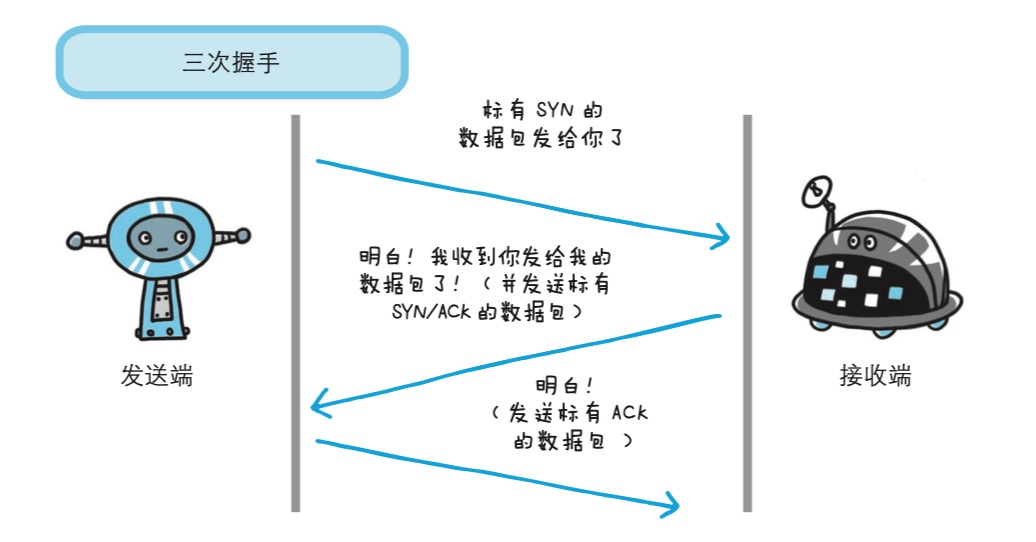 三次握手
标有 SYN 的
数据包发给你了
明白！我收到你发给我的
数据包了！（并发送标有
SYN/ACK 的数据包）
发送端
接收端
明白！
（发送标有 ACK
的数据包 ）